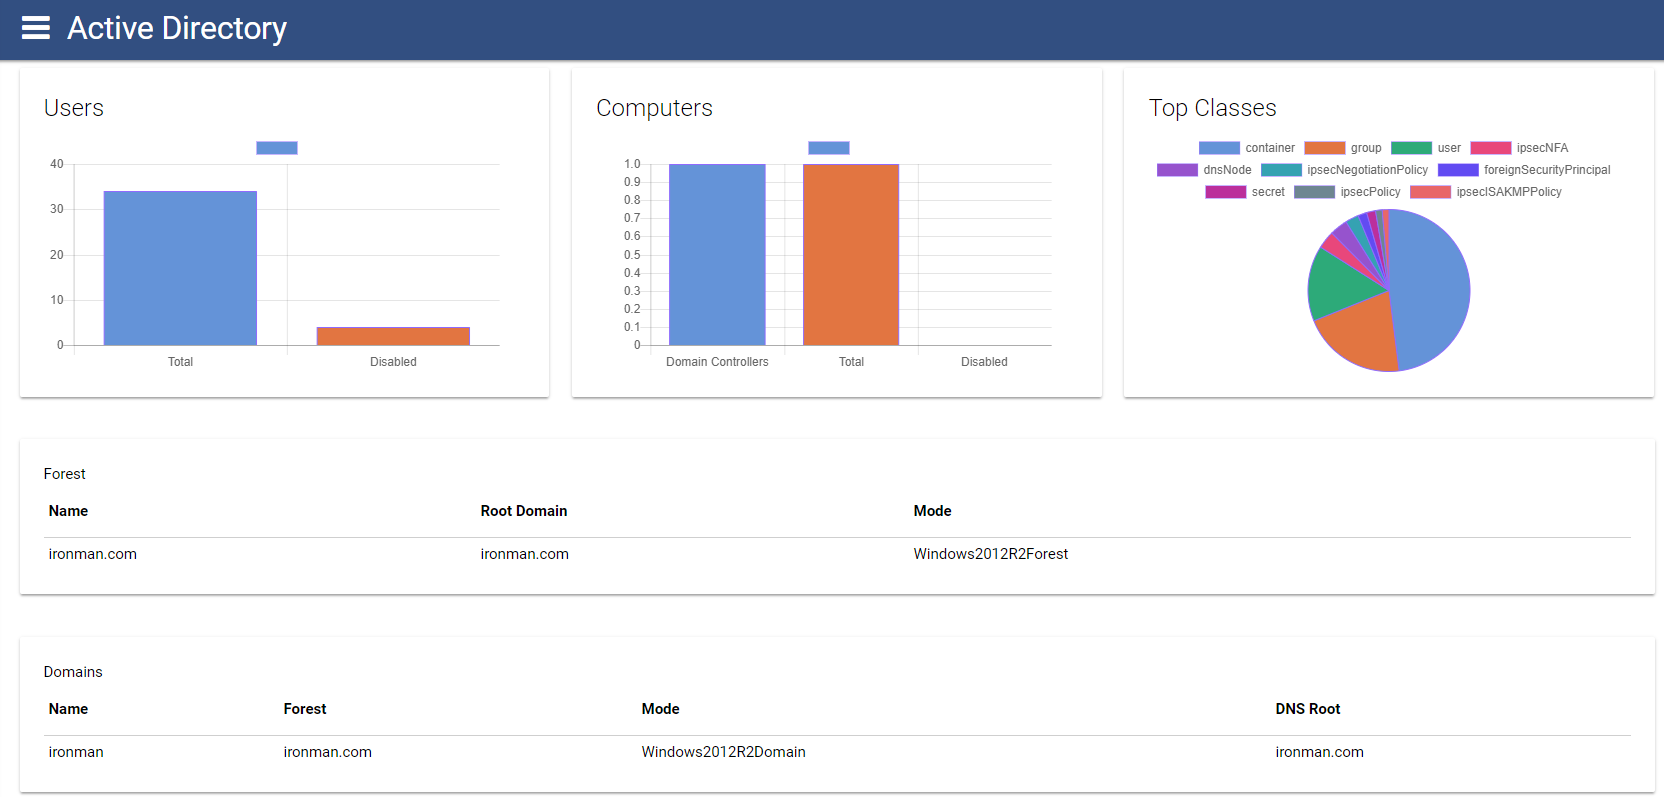 Active Directory
Users
40
30
20
10
0
Total Disabled
Computers
1.0
0.9
0.8
0.7
0.6
0.5
0.4
0.3
0.2
0.1
0
Domain Controllers Total Disabled
Top Classes
container group user ipsecNFA
dnsNode ipsecNegotiationPolicy foreignSecurityPrincipal
secret ipsecPolicy ipsecISAKMPPolicy
Forest
Name Root Domain Mode
ironman.com ironman.com Windows2012R2Forest
Domains
Name Forest Mode DNS Root
ironman ironman.com Windows2012R2Domain ironman.com